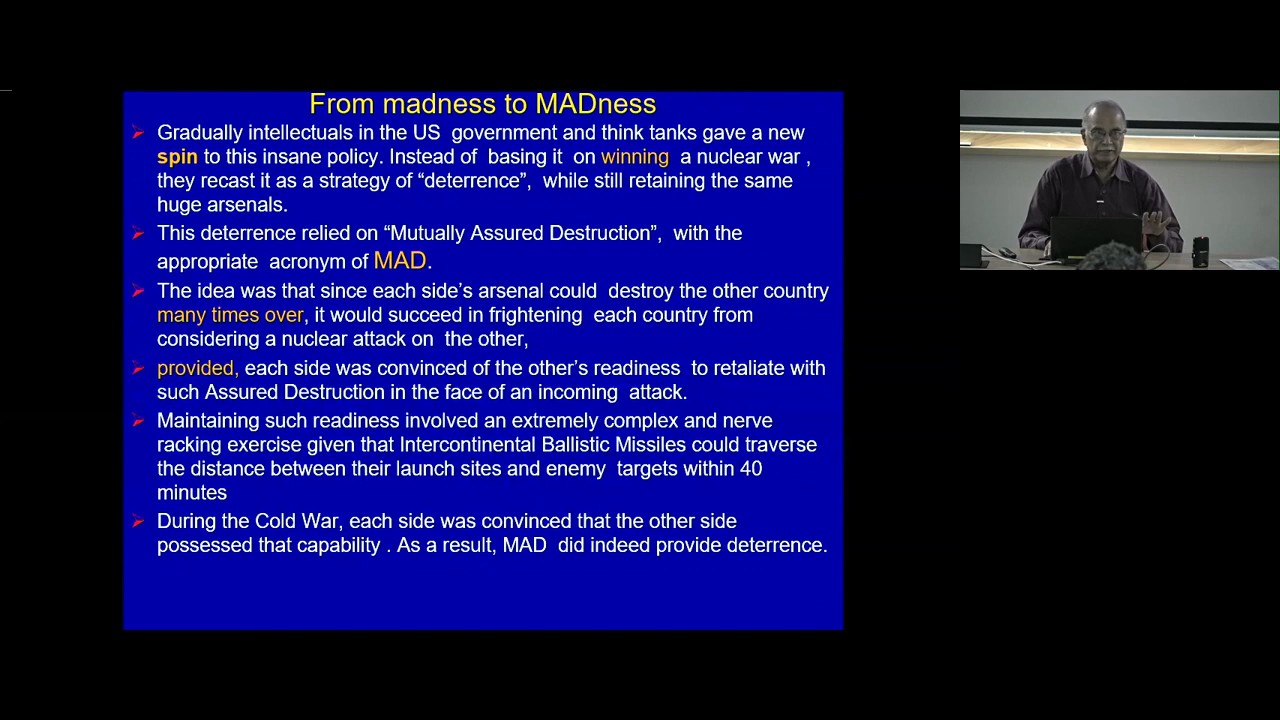 From madness to MADness
Gradually intellectuals in the US government and think tanks gave a new
spin to this insane policy. Instead of basing it on winning a nuclear war ,
they recast it as a strategy of “deterrence”, while still retaining the same
huge arsenals.
This deterrence relied on “Mutually Assured Destruction”, with the
appropriate acronym of MAD.
The idea was that since each side’s arsenal could destroy the other country
many times over, it would succeed in frightening each country from
considering a nuclear attack on the other,
provided, each side was convinced of the other’s readiness to retaliate with
such Assured Destruction in the face of an incoming attack.
Maintaining such readiness involved an extremely complex and nerve
racking exercise given that Intercontinental Ballistic Missiles could traverse
the distance between their launch sites and enemy targets within 40
minutes
During the Cold War, each side was convinced that the other side
possessed that capability . As a result, MAD did indeed provide deterrence.